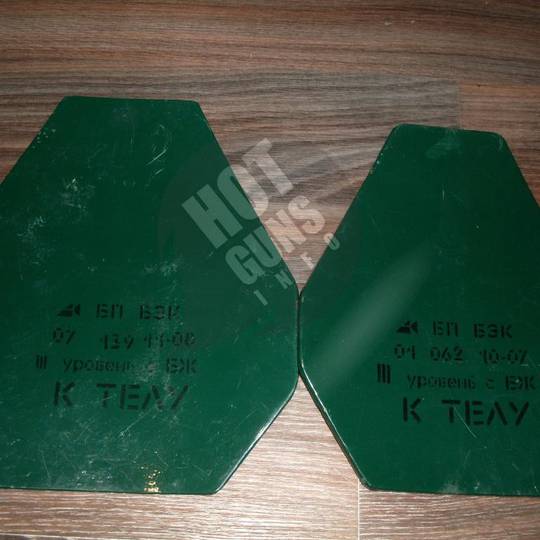 БП БЗК
07 139 11-08
III уровень с БЖ
К ТЕЛУ
БП БЗК
01 062 10-07
III уровень с БЖ
К ТЕЛУ
HOT
GUNS
INFO